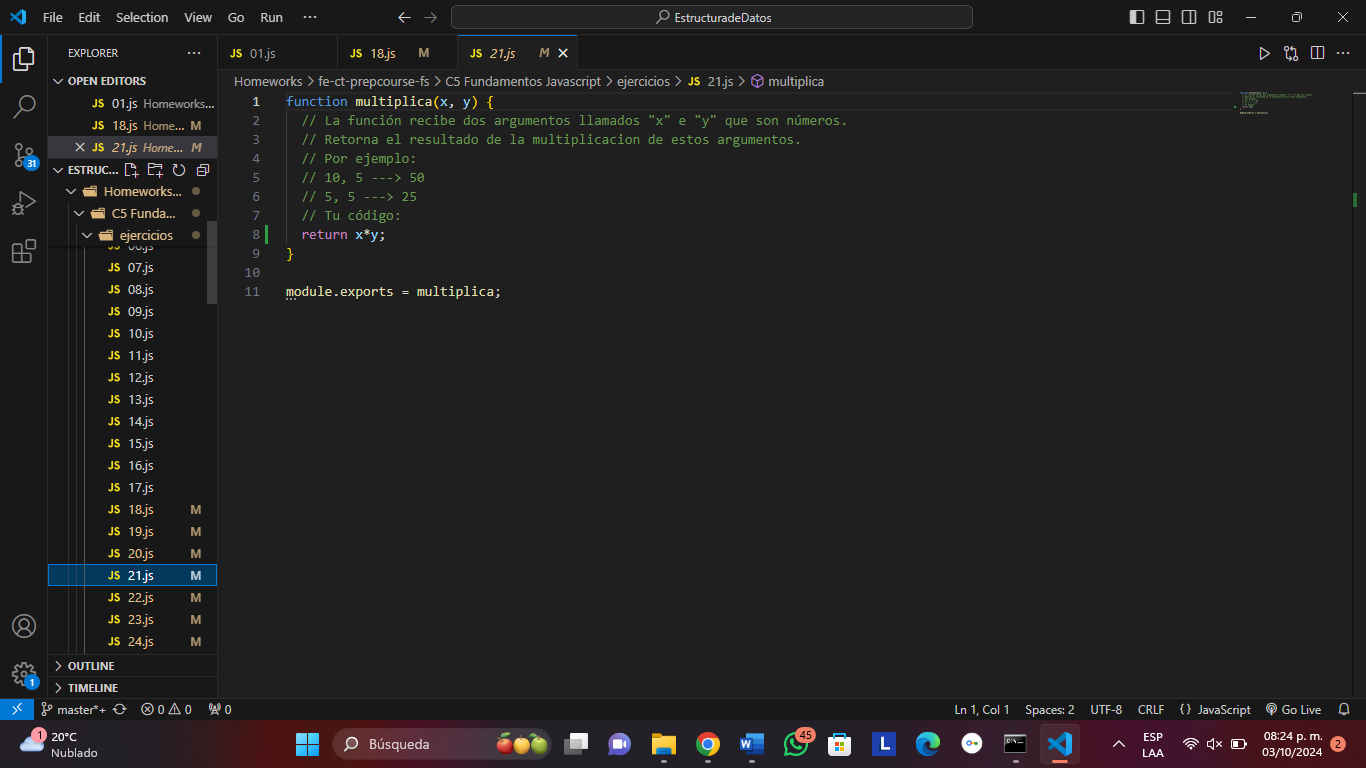 File Edit Selection View Go Run ··· EstructuradeDatos
EXPLORER ···
OPEN EDITORS
JS 01.js Homeworks...
JS 18.js Home... M
JS 21.js Home... M
ESTRUC...
Homeworks...
C5 Funda...
ejercicios
JS 06.js
JS 07.js
JS 08.js
JS 09.js
JS 10.js
JS 11.js
JS 12.js
JS 13.js
JS 14.js
JS 15.js
JS 16.js
JS 17.js
JS 18.js M
JS 19.js M
JS 20.js M
JS 21.js M
JS 22.js M
JS 23.js M
JS 24.js M
OUTLINE
TIMELINE
31
1
JS 01.js JS 18.js M JS 21.js M
Homeworks > fe-ct-prepcourse-fs > C5 Fundamentos Javascript > ejercicios > JS 21.js > multiplica
1 function multiplica(x, y) {
2 // La función recibe dos argumentos llamados "x" e "y" que son números.
3 // Retorna el resultado de la multiplicacion de estos argumentos.
4 // Por ejemplo:
5 // 10, 5 ---> 50
6 // 5, 5 ---> 25
7 // Tu código:
8 return x*y;
9 }
10
11 module.exports = multiplica;
master*+ 0 0 0 Ln 1, Col 1 Spaces: 2 UTF-8 CRLF {} JavaScript Go Live
1 20°C
Nublado
Búsqueda
45
L
ESP
LAA
08:24 p. m.
03/10/2024
2